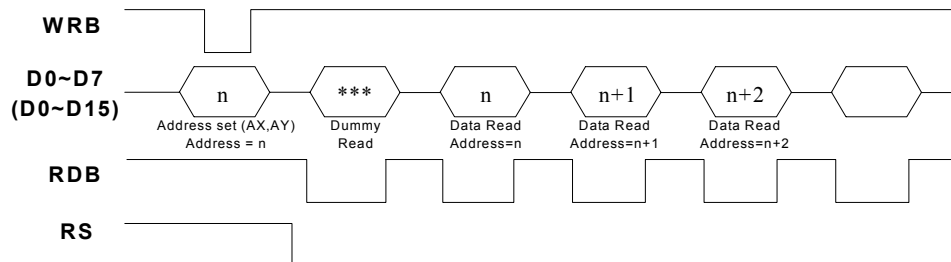 WRB
D0~D7
(D0~D15)
n
***
n
n+1
n+2
Address set (AX,AY)
Address = n
Dummy
Read
Data Read
Address=n
Data Read
Address=n+1
Data Read
Address=n+2
RDB
RS